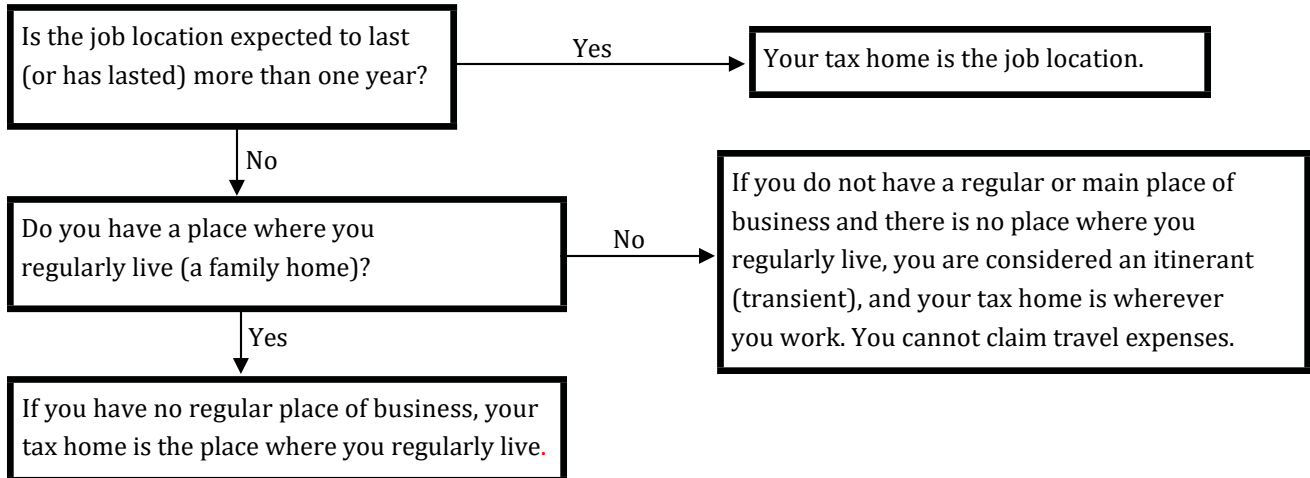 Is the job location expected to last
(or has lasted) more than one year?
Yes
Your tax home is the job location.
No
Do you have a place where you
regularly live (a family home)?
No
If you do not have a regular or main place of
business and there is no place where you
regularly live, you are considered an itinerant
(transient), and your tax home is wherever
you work. You cannot claim travel expenses.
Yes
If you have no regular place of business, your
tax home is the place where you regularly live.